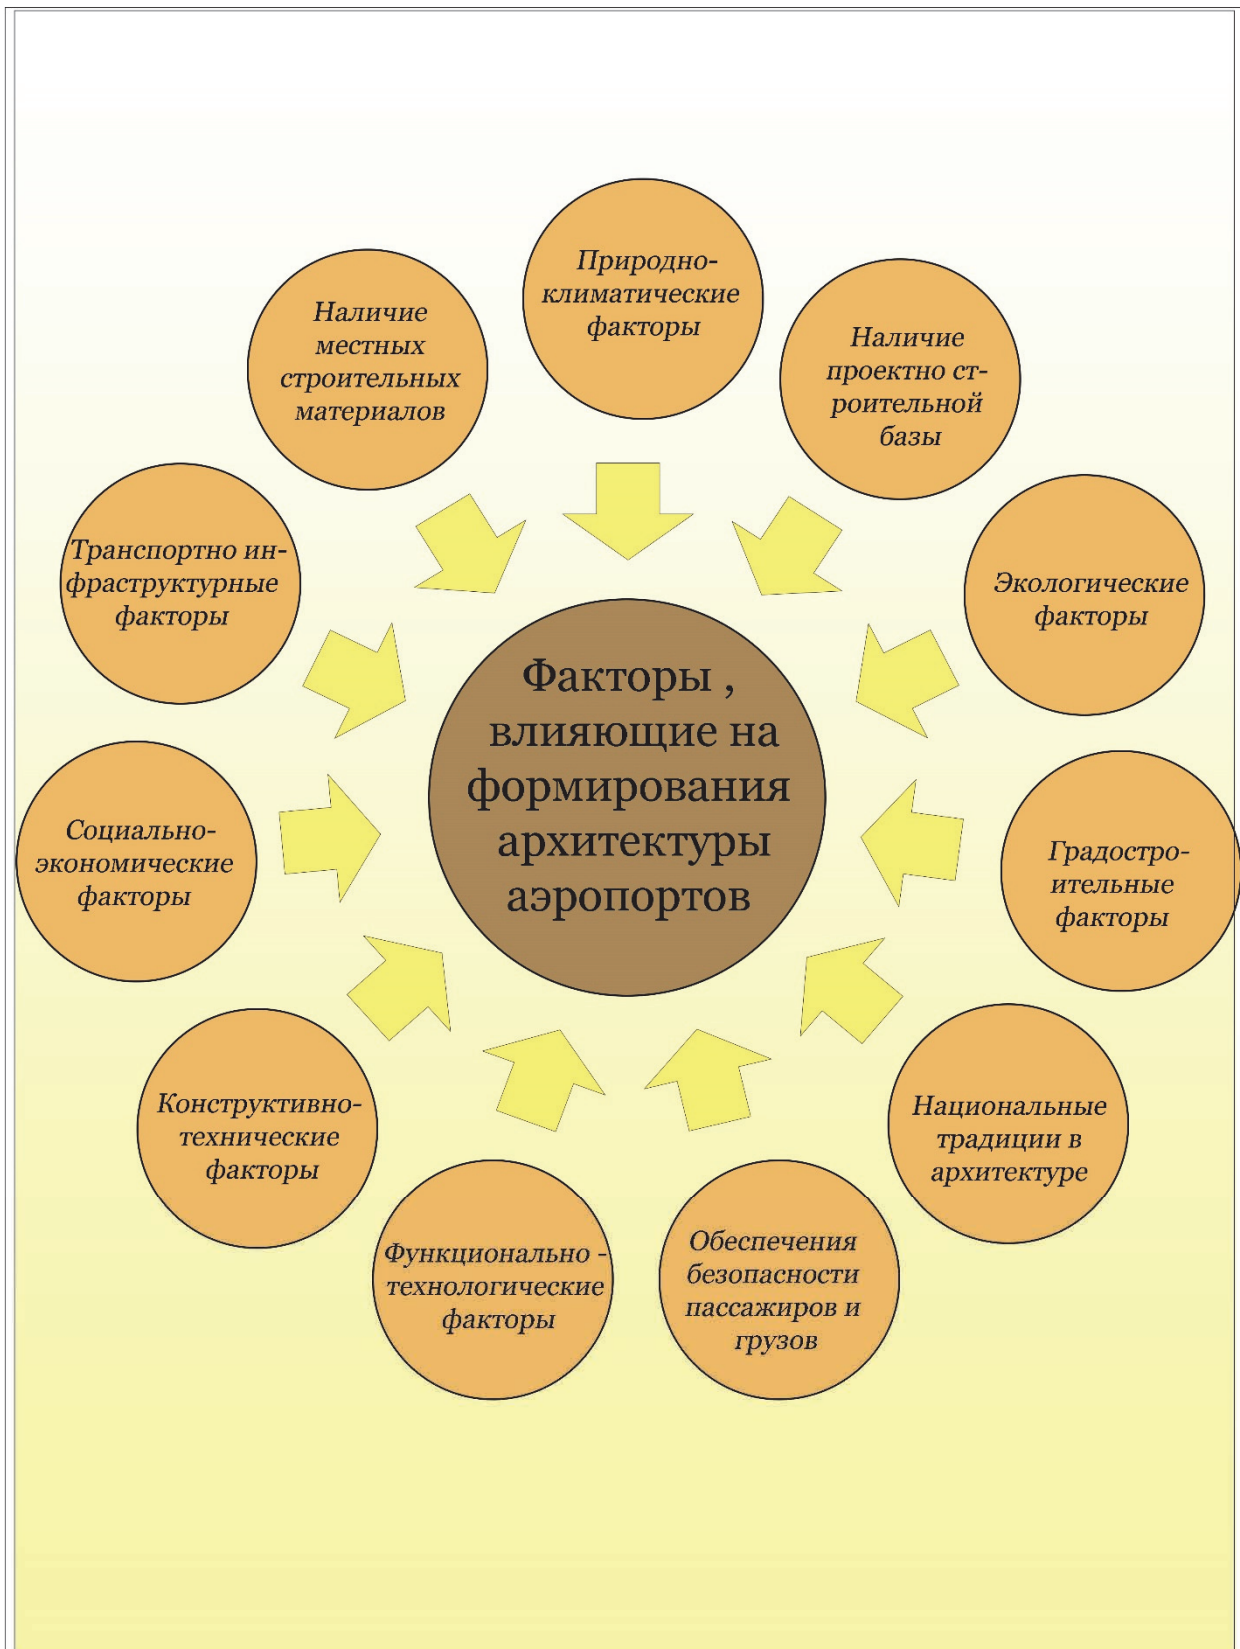 Природно-
климатические
факторы
Наличие
местных
строительных
материалов
Наличие
проектно ст-
роительной
базы
Транспортно ин-
фраструктурные
факторы
Экологические
факторы
Факторы ,
влияющие на
формирования
архитектуры
аэропортов
Социально-
экономические
факторы
Градостро-
ительные
факторы
Конструктивно-
технические
факторы
Национальные
традиции в
архитектуре
Функционально -
технологические
факторы
Обеспечения
безопасности
пассажиров и
грузов